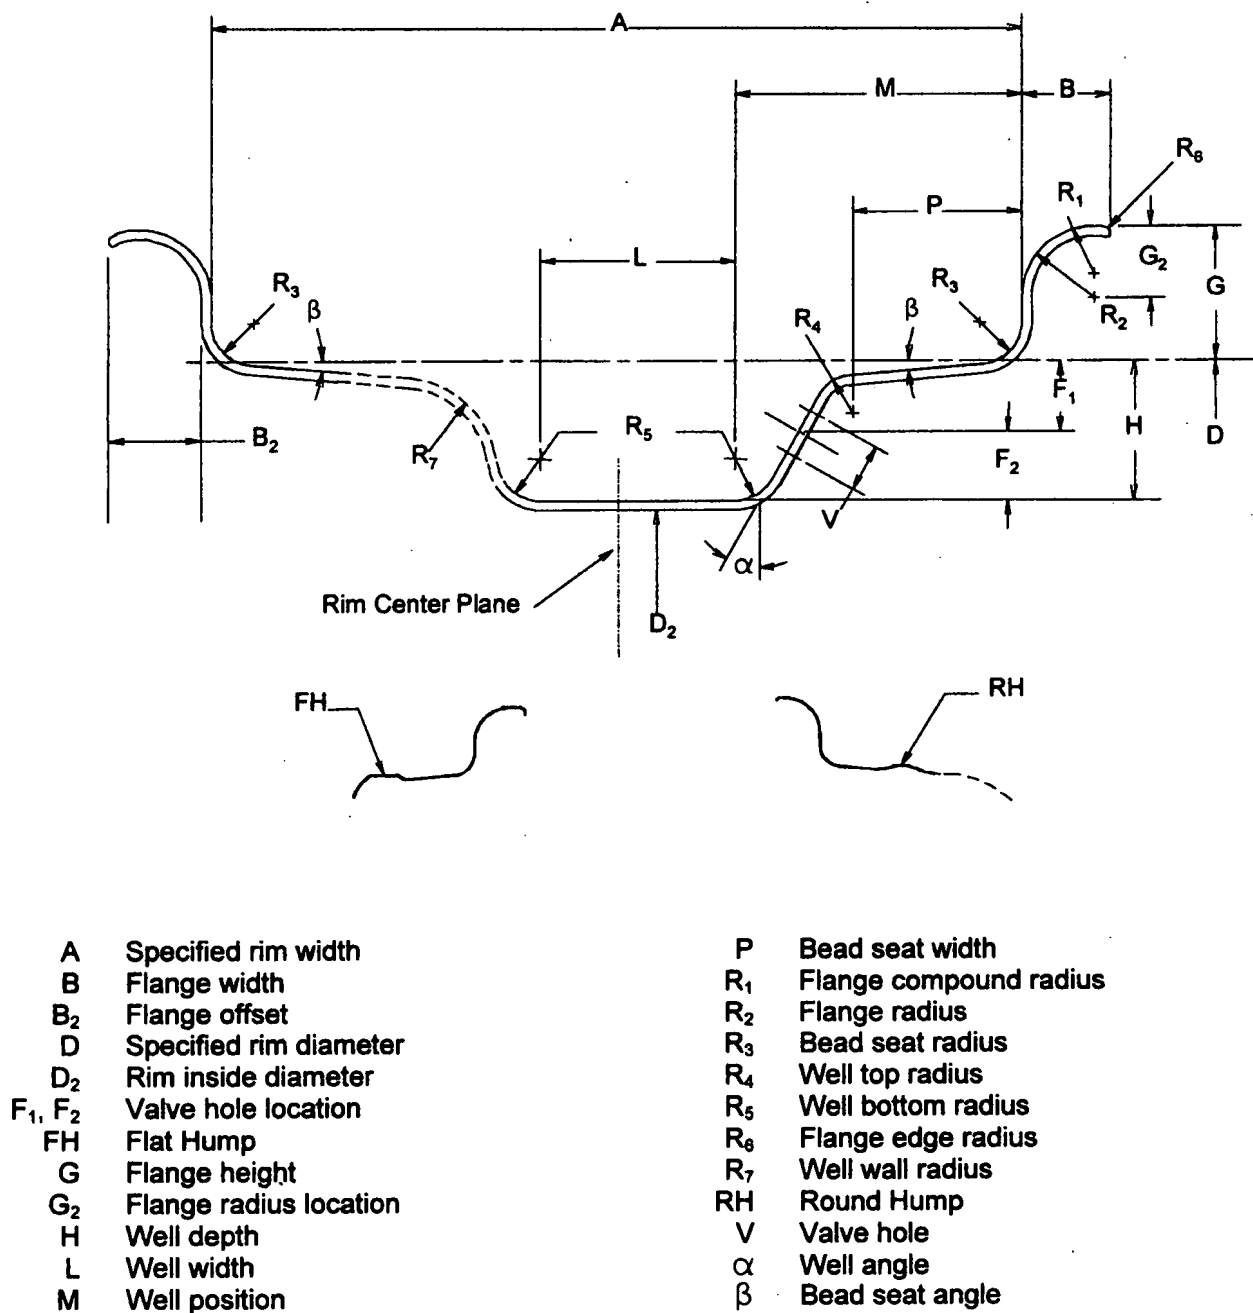 A
M
B
R₆
R₁
P
G₂
L
G
R₃
R₃
β
β
R₂
R₄
F₁
B₂
R₅
H
D
R₇
F₂
V
α
Rim Center Plane
D₂
FH
RH
A Specified rim width
B Flange width
B₂ Flange offset
D Specified rim diameter
D₂ Rim inside diameter
F₁, F₂ Valve hole location
FH Flat Hump
G Flange height
G₂ Flange radius location
H Well depth
L Well width
M Well position
P Bead seat width
R₁ Flange compound radius
R₂ Flange radius
R₃ Bead seat radius
R₄ Well top radius
R₅ Well bottom radius
R₆ Flange edge radius
R₇ Well wall radius
RH Round Hump
V Valve hole
α Well angle
β Bead seat angle